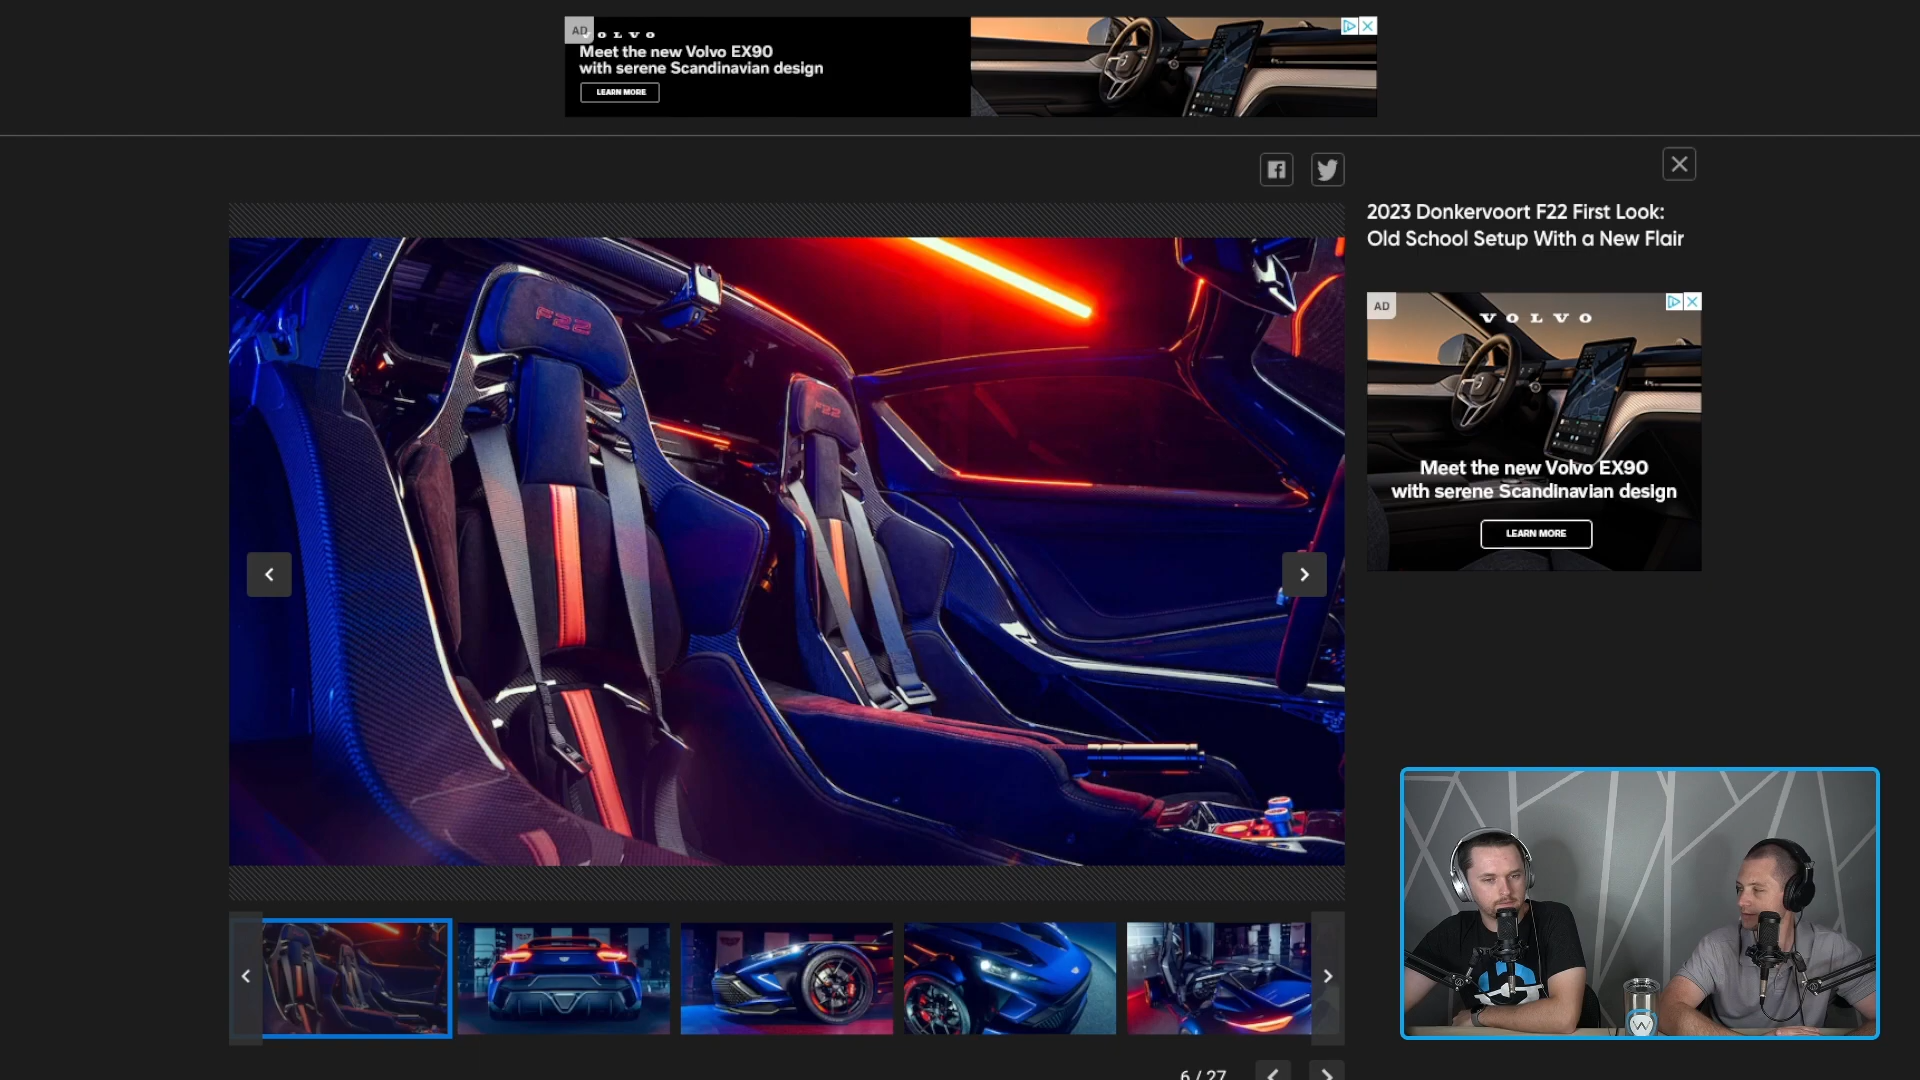 AD
VOLVO
Meet the new Volvo EX90
with serene Scandinavian design
LEARN MORE
2023 Donkervoort F22 First Look:
Old School Setup With a New Flair
F22
F22
AD
VOLVO
Meet the new Volvo EX90
with serene Scandinavian design
LEARN MORE
6 / 27